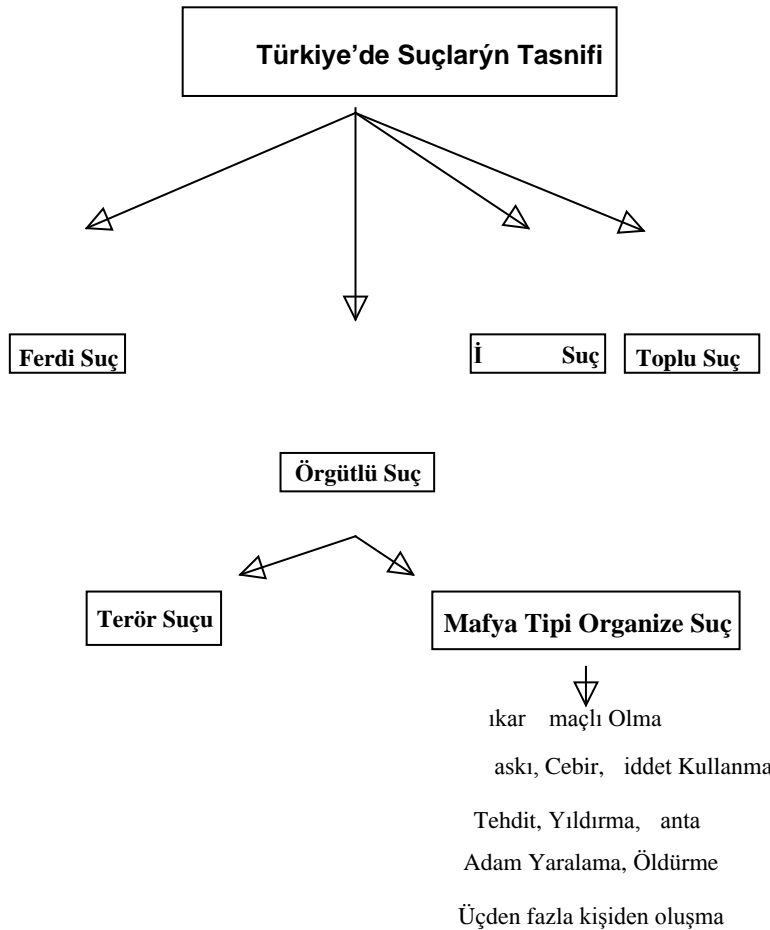 Türkiye’de Suçlarýn Tasnifi
Ferdi Suç
İ Suç
Toplu Suç
Örgütlü Suç
Terör Suçu
Mafya Tipi Organize Suç
ıkar maçlı Olma
askı, Cebir, iddet Kullanma
Tehdit, Yıldırma, anta
Adam Yaralama, Öldürme
Üçden fazla kişiden oluşma